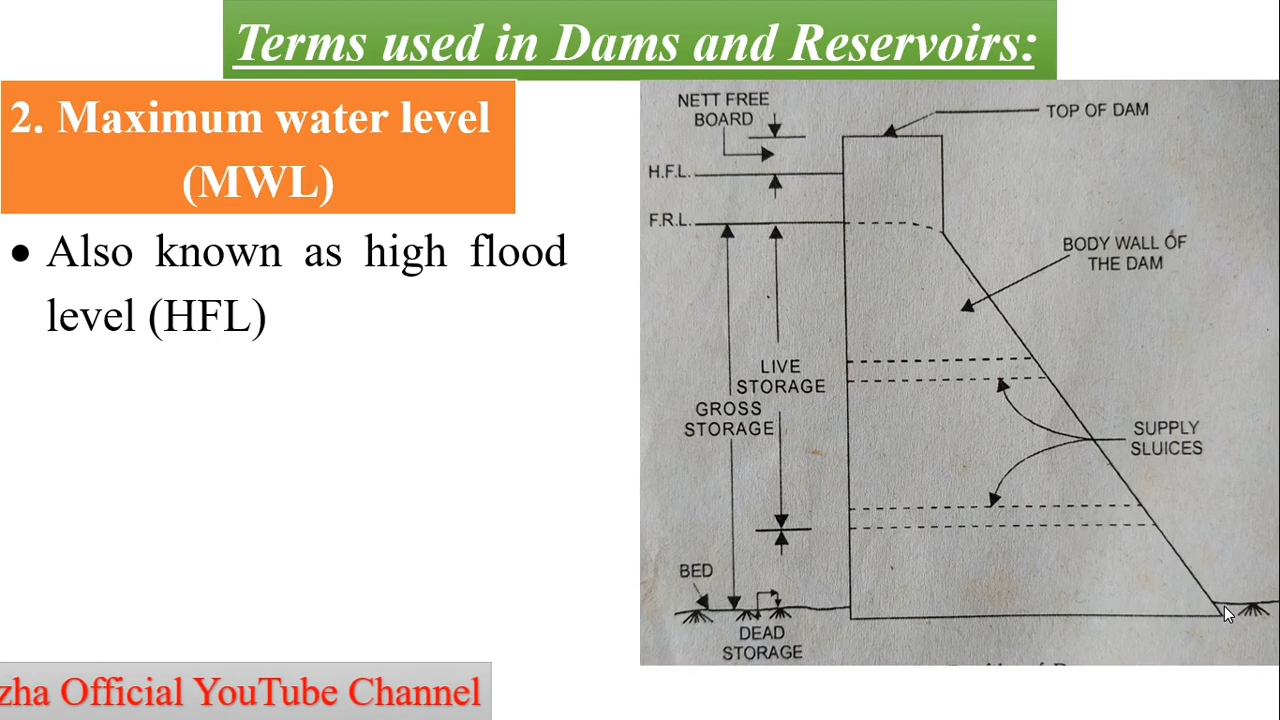 Terms used in Dams and Reservoirs:
2. Maximum water level
(MWL)
• Also known as high flood
level (HFL)
NETT FREE
BOARD
TOP OF DAM
H.F.L.
F.R.L.
BODY WALL OF
THE DAM
LIVE
STORAGE
GROSS
STORAGE
SUPPLY
SLUICES
BED
DEAD
STORAGE
zha Official YouTube Channel